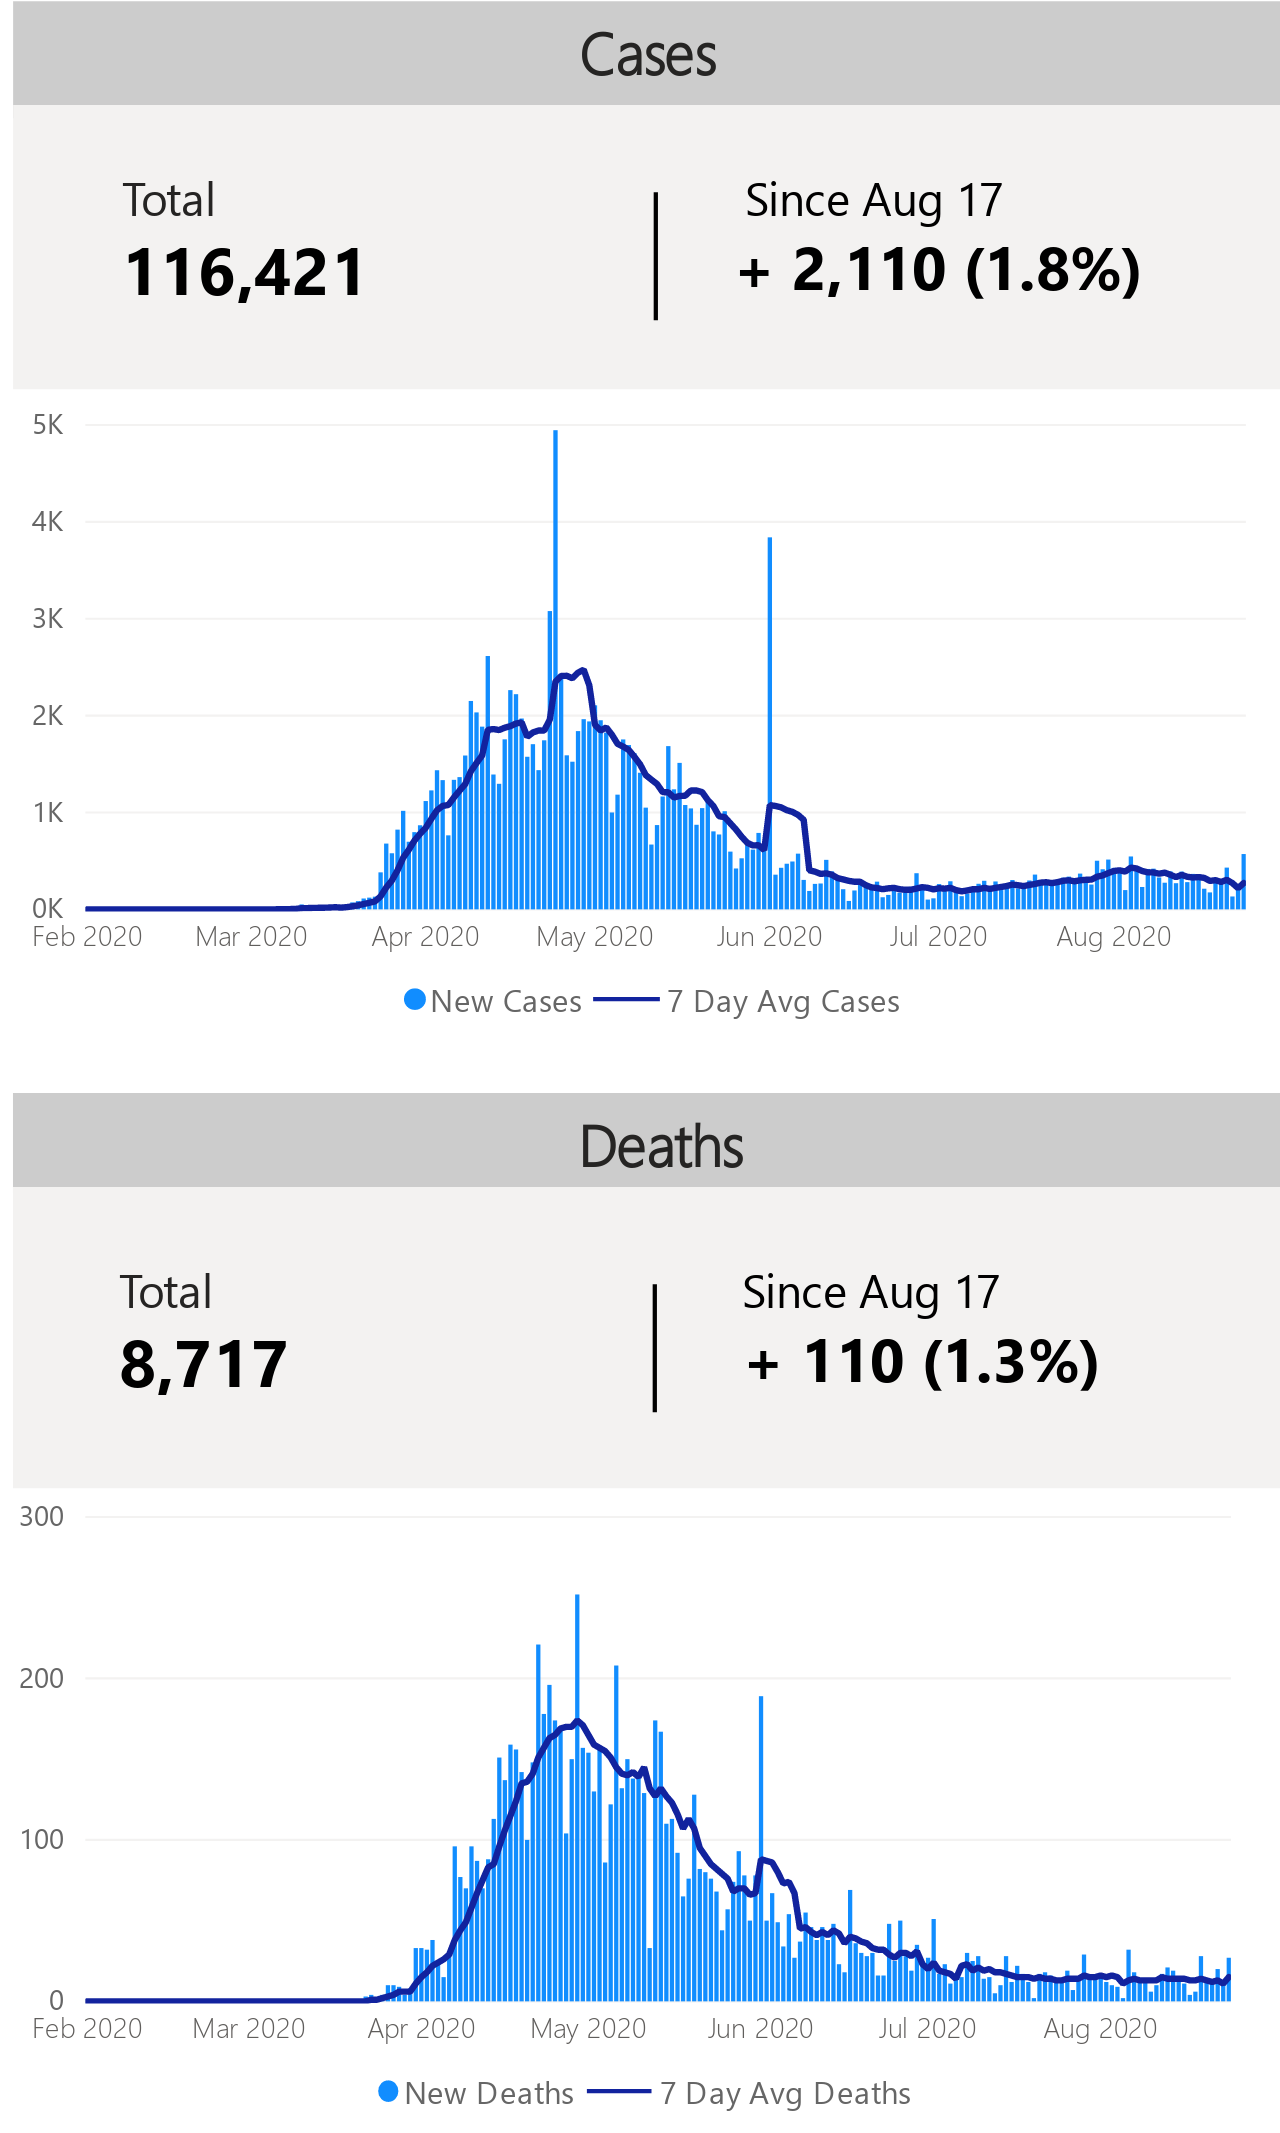 Cases
Total
Since Aug 17
116,421
+ 2,110 (1.8%)
5K
4K
3K
2K
1K
0K
Feb 2020 Mar 2020 Apr 2020 May 2020 Jun 2020 Jul 2020 Aug 2020
New Cases 7 Day Avg Cases
Deaths
Total
Since Aug 17
8,717
+ 110 (1.3%)
300
200
100
0
Feb 2020 Mar 2020 Apr 2020 May 2020 Jun 2020 Jul 2020 Aug 2020
New Deaths 7 Day Avg Deaths